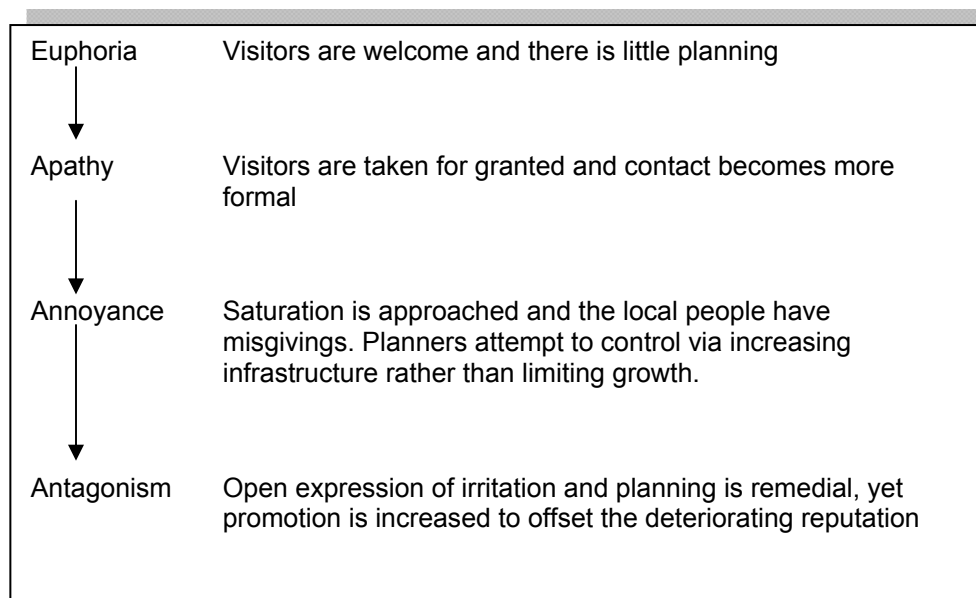 Euphoria Visitors are welcome and there is little planning
Apathy Visitors are taken for granted and contact becomes more
formal
Annoyance Saturation is approached and the local people have
misgivings. Planners attempt to control via increasing
infrastructure rather than limiting growth.
Antagonism Open expression of irritation and planning is remedial, yet
promotion is increased to offset the deteriorating reputation